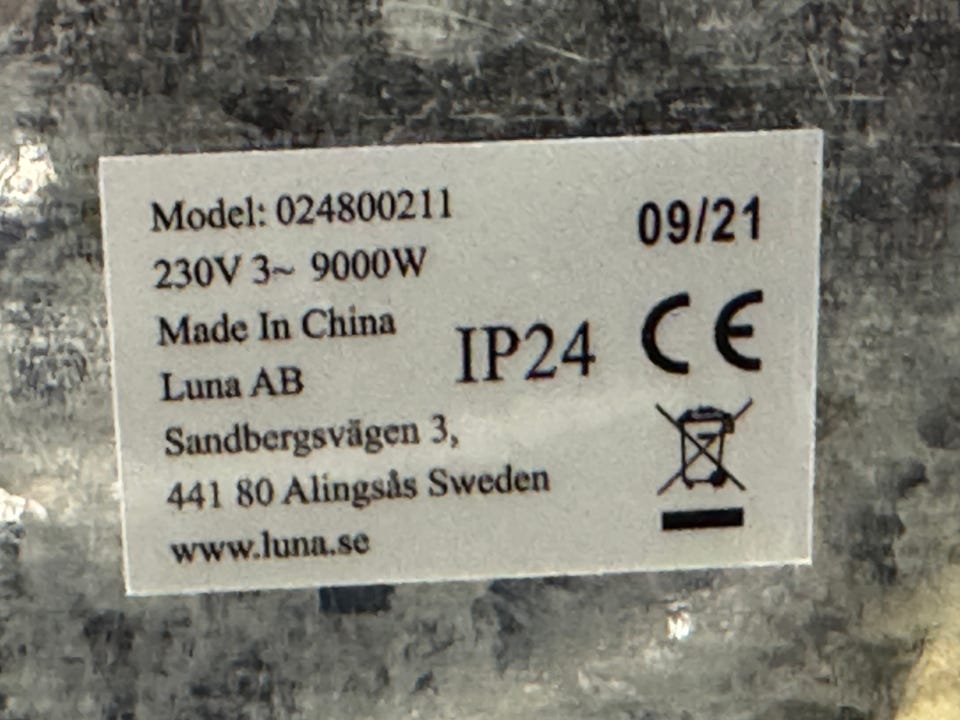 Model: 024800211
230V 3~ 9000W
Made In China
Luna AB
Sandbergsvägen 3,
441 80 Alingsås Sweden
www.luna.se
09/21
IP24
CE